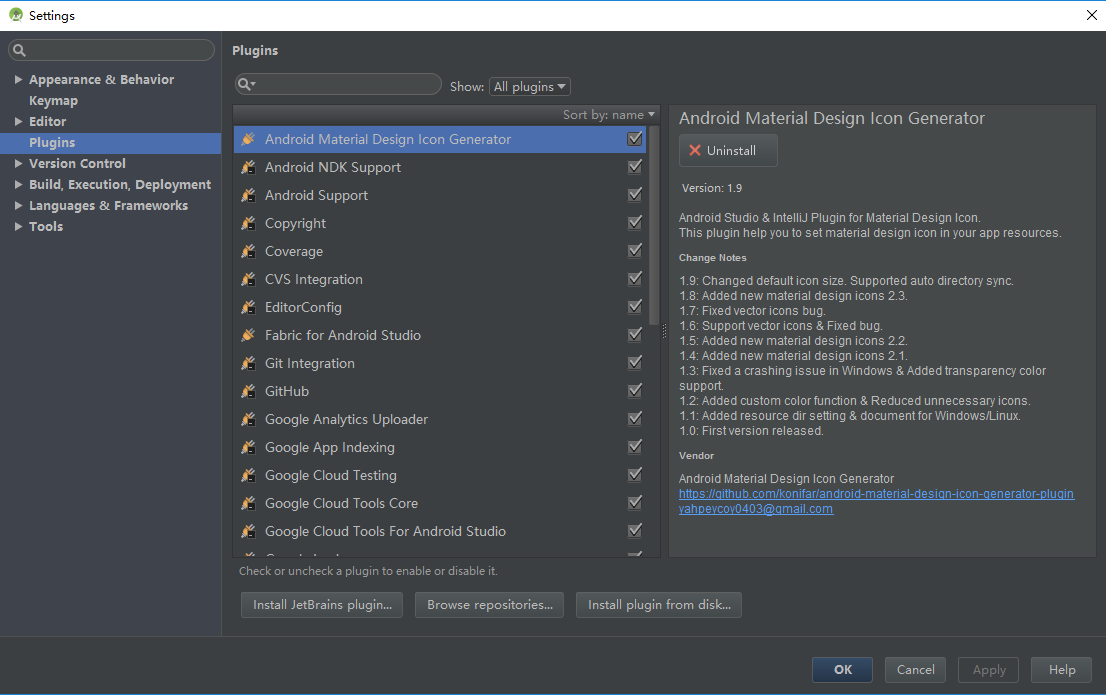 Settings
Appearance & Behavior
Keymap
Editor
Plugins
Version Control
Build, Execution, Deployment
Languages & Frameworks
Tools
Plugins
Show: All plugins
Sort by: name
Android Material Design Icon Generator
Android NDK Support
Android Support
Copyright
Coverage
CVS Integration
EditorConfig
Fabric for Android Studio
Git Integration
GitHub
Google Analytics Uploader
Google App Indexing
Google Cloud Testing
Google Cloud Tools Core
Google Cloud Tools For Android Studio
Check or uncheck a plugin to enable or disable it.
Install JetBrains plugin...
Browse repositories...
Install plugin from disk...
Android Material Design Icon Generator
Uninstall
Version: 1.9
Android Studio & IntelliJ Plugin for Material Design Icon.
This plugin help you to set material design icon in your app resources.
Change Notes
1.9: Changed default icon size. Supported auto directory sync.
1.8: Added new material design icons 2.3.
1.7: Fixed vector icons bug.
1.6: Support vector icons & Fixed bug.
1.5: Added new material design icons 2.2.
1.4: Added new material design icons 2.1.
1.3: Fixed a crashing issue in Windows & Added transparency color
support.
1.2: Added custom color function & Reduced unnecessary icons.
1.1: Added resource dir setting & document for Windows/Linux.
1.0: First version released.
Vendor
Android Material Design Icon Generator
https://github.com/konifar/android-material-design-icon-generator-plugin
yahpeycoy0403@gmail.com
OK
Cancel
Apply
Help